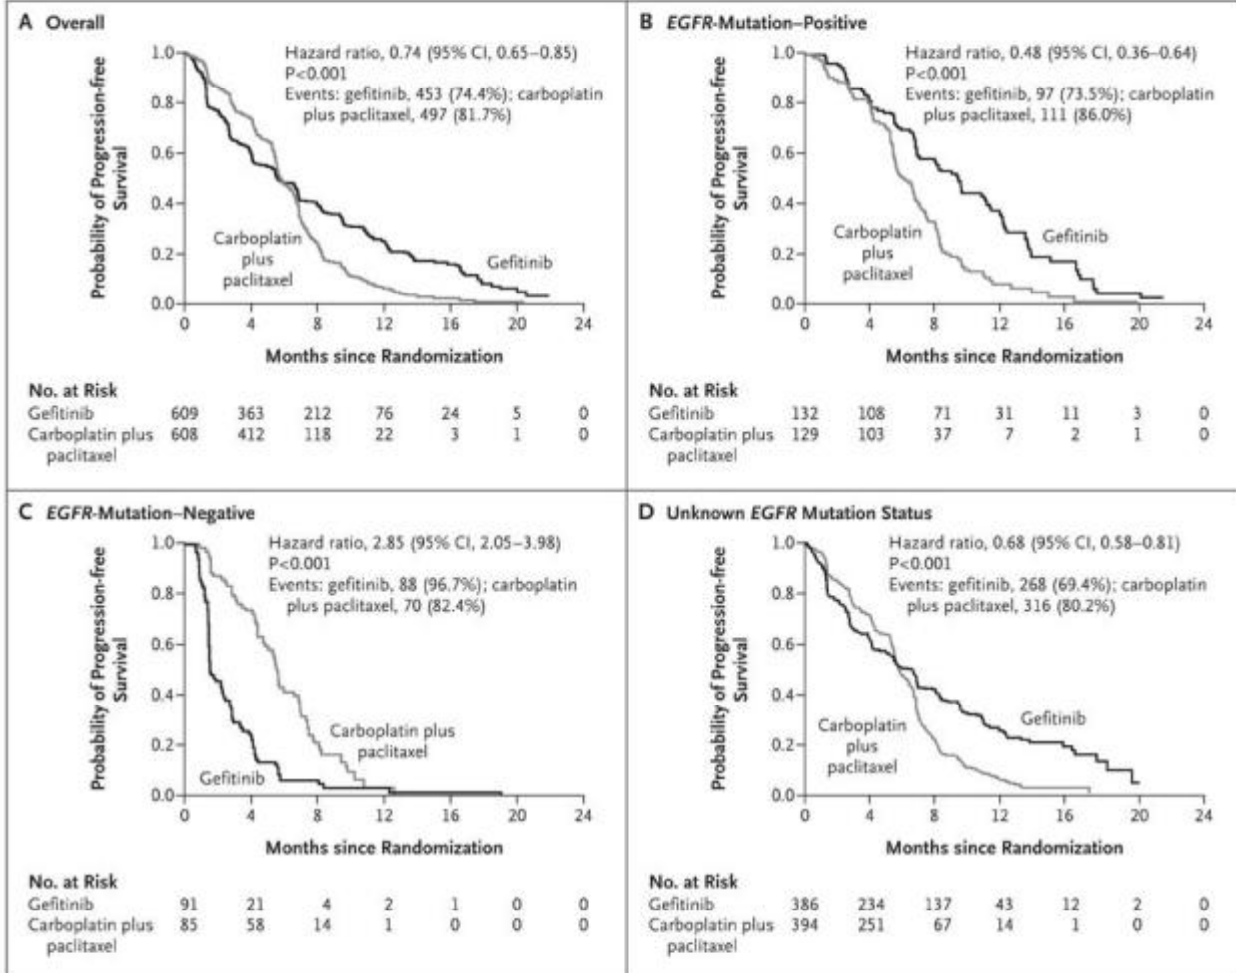 A Overall
Hazard ratio, 0.74 (95% CI, 0.65–0.85)
P<0.001
Events: gefitinib, 453 (74.4%); carboplatin
plus paclitaxel, 497 (81.7%)
Probability of Progression-free
Survival
1.0
0.8
0.6
0.4
0.2
0.0
Carboplatin
plus
paclitaxel
Gefitinib
0 4 8 12 16 20 24
Months since Randomization
No. at Risk
Gefitinib 609 363 212 76 24 5 0
Carboplatin plus 608 412 118 22 3 1 0
paclitaxel
B EGFR-Mutation–Positive
Hazard ratio, 0.48 (95% CI, 0.36–0.64)
P<0.001
Events: gefitinib, 97 (73.5%); carboplatin
plus paclitaxel, 111 (86.0%)
Probability of Progression-free
Survival
1.0
0.8
0.6
0.4
0.2
0.0
Carboplatin
plus
paclitaxel
Gefitinib
0 4 8 12 16 20 24
Months since Randomization
No. at Risk
Gefitinib 132 108 71 31 11 3 0
Carboplatin plus 129 103 37 7 2 1 0
paclitaxel
C EGFR-Mutation–Negative
Hazard ratio, 2.85 (95% CI, 2.05–3.98)
P<0.001
Events: gefitinib, 88 (96.7%); carboplatin
plus paclitaxel, 70 (82.4%)
Probability of Progression-free
Survival
1.0
0.8
0.6
0.4
0.2
0.0
Carboplatin plus
paclitaxel
Gefitinib
0 4 8 12 16 20 24
Months since Randomization
No. at Risk
Gefitinib 91 21 4 2 1 0 0
Carboplatin plus 85 58 14 1 0 0 0
paclitaxel
D Unknown EGFR Mutation Status
Hazard ratio, 0.68 (95% CI, 0.58–0.81)
P<0.001
Events: gefitinib, 268 (69.4%); carboplatin
plus paclitaxel, 316 (80.2%)
Probability of Progression-free
Survival
1.0
0.8
0.6
0.4
0.2
0.0
Carboplatin
plus
paclitaxel
Gefitinib
0 4 8 12 16 20 24
Months since Randomization
No. at Risk
Gefitinib 386 234 137 43 12 2 0
Carboplatin plus 394 251 67 14 1 0 0
paclitaxel